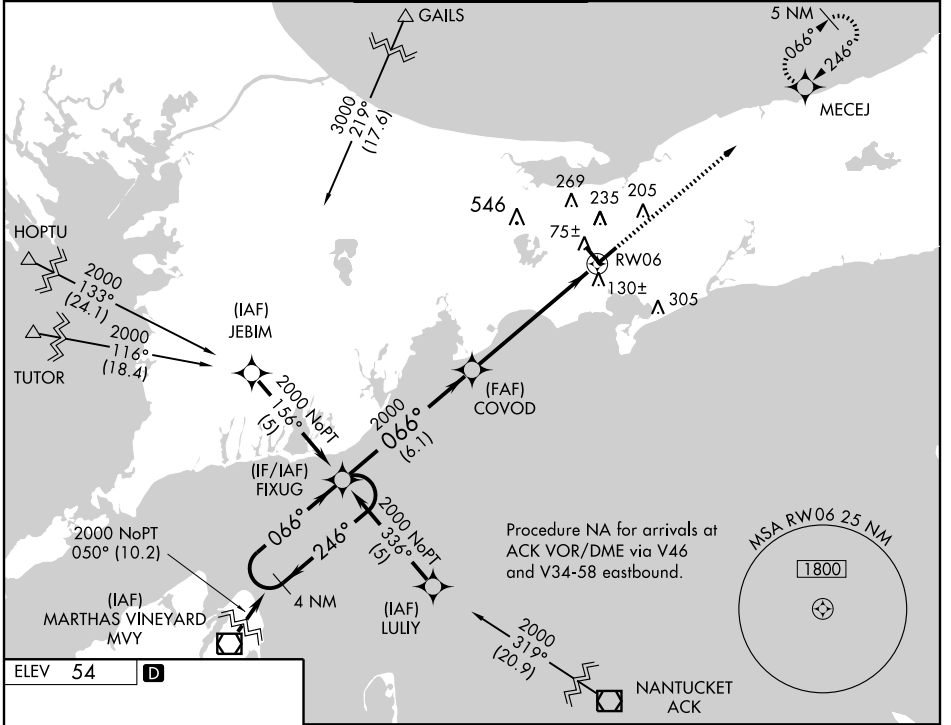 GAILS
5 NM
066°
246°
MECEJ
3000
219°
(17.6)
269
235
205
546
75±
RW06
130±
305
HOPTU
2000
133°
(24.1)
2000
116°
(18.4)
TUTOR
(IAF)
JEBIM
2000 NoPT
156°
(5)
2000
066°
(6.1)
(FAF)
COVOD
(IF/IAF)
FIXUG
066°
246°
4 NM
2000 NoPT
336°
(5)
2000 NoPT
050° (10.2)
(IAF)
MARTHAS VINEYARD
MVY
(IAF)
LULIY
Procedure NA for arrivals at
ACK VOR/DME via V46
and V34-58 eastbound.
MSA RW06 25 NM
1800
2000
319°
(20.9)
NANTUCKET
ACK
ELEV 54
D